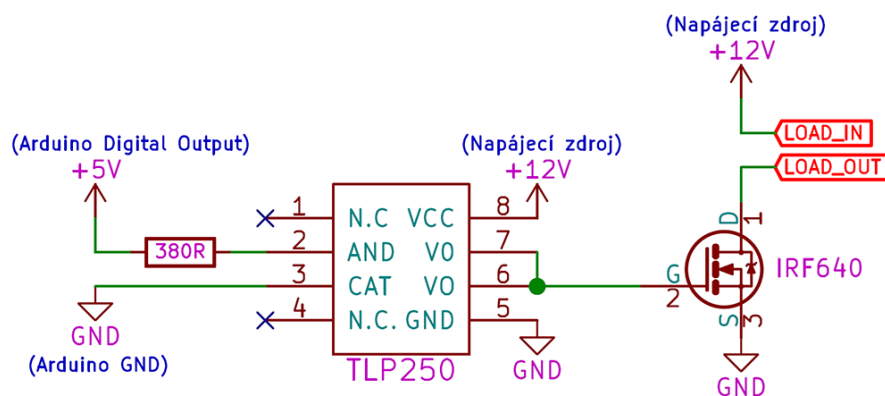 (Arduino Digital Output)
+5V
380R
GND
(Arduino GND)
1
2
3
4
N.C
AND
CAT
N.C.
VCC
VO
VO
GND
8
7
6
5
TLP250
(Napájecí zdroj)
+12V
GND
(Napájecí zdroj)
+12V
LOAD_IN
LOAD_OUT
D
1
G
2
S
3
IRF640
GND